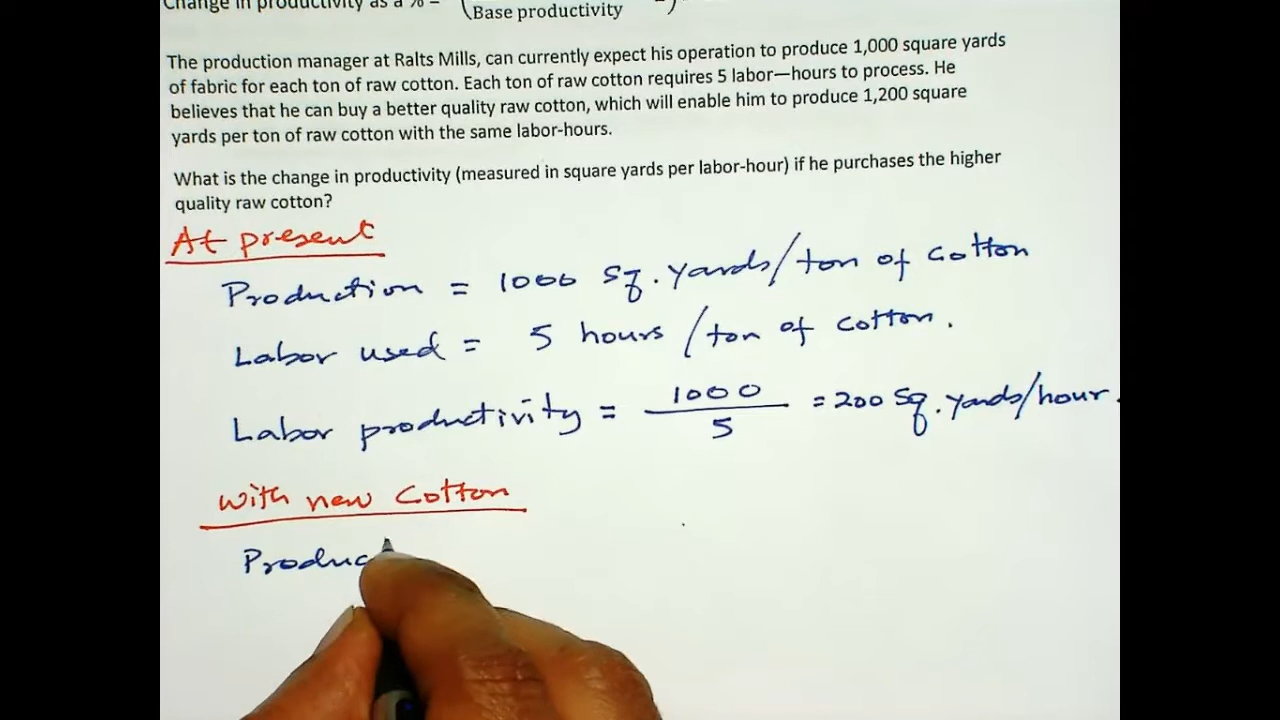 Change in productivity as a % =
Base productivity
The production manager at Ralts Mills, can currently expect his operation to produce 1,000 square yards
of fabric for each ton of raw cotton. Each ton of raw cotton requires 5 labor—hours to process. He
believes that he can buy a better quality raw cotton, which will enable him to produce 1,200 square
yards per ton of raw cotton with the same labor-hours.
What is the change in productivity (measured in square yards per labor-hour) if he purchases the higher
quality raw cotton?
At present
Production = 1000 Sq. yards/ton of cotton
Labor used = 5 hours /ton of cotton.
Labor productivity = 1000 / 5 = 200 Sq. yards/hour.
With new Cotton
Produc